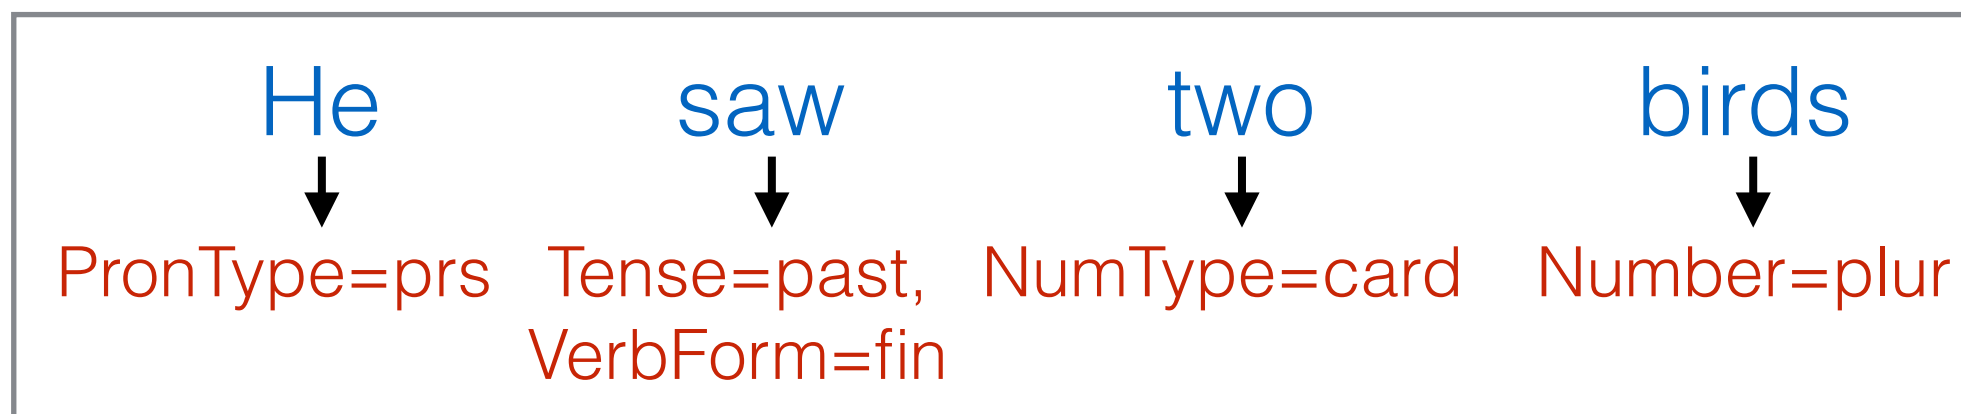 He saw two birds
PronType=prs Tense=past, NumType=card Number=plur
VerbForm=fin